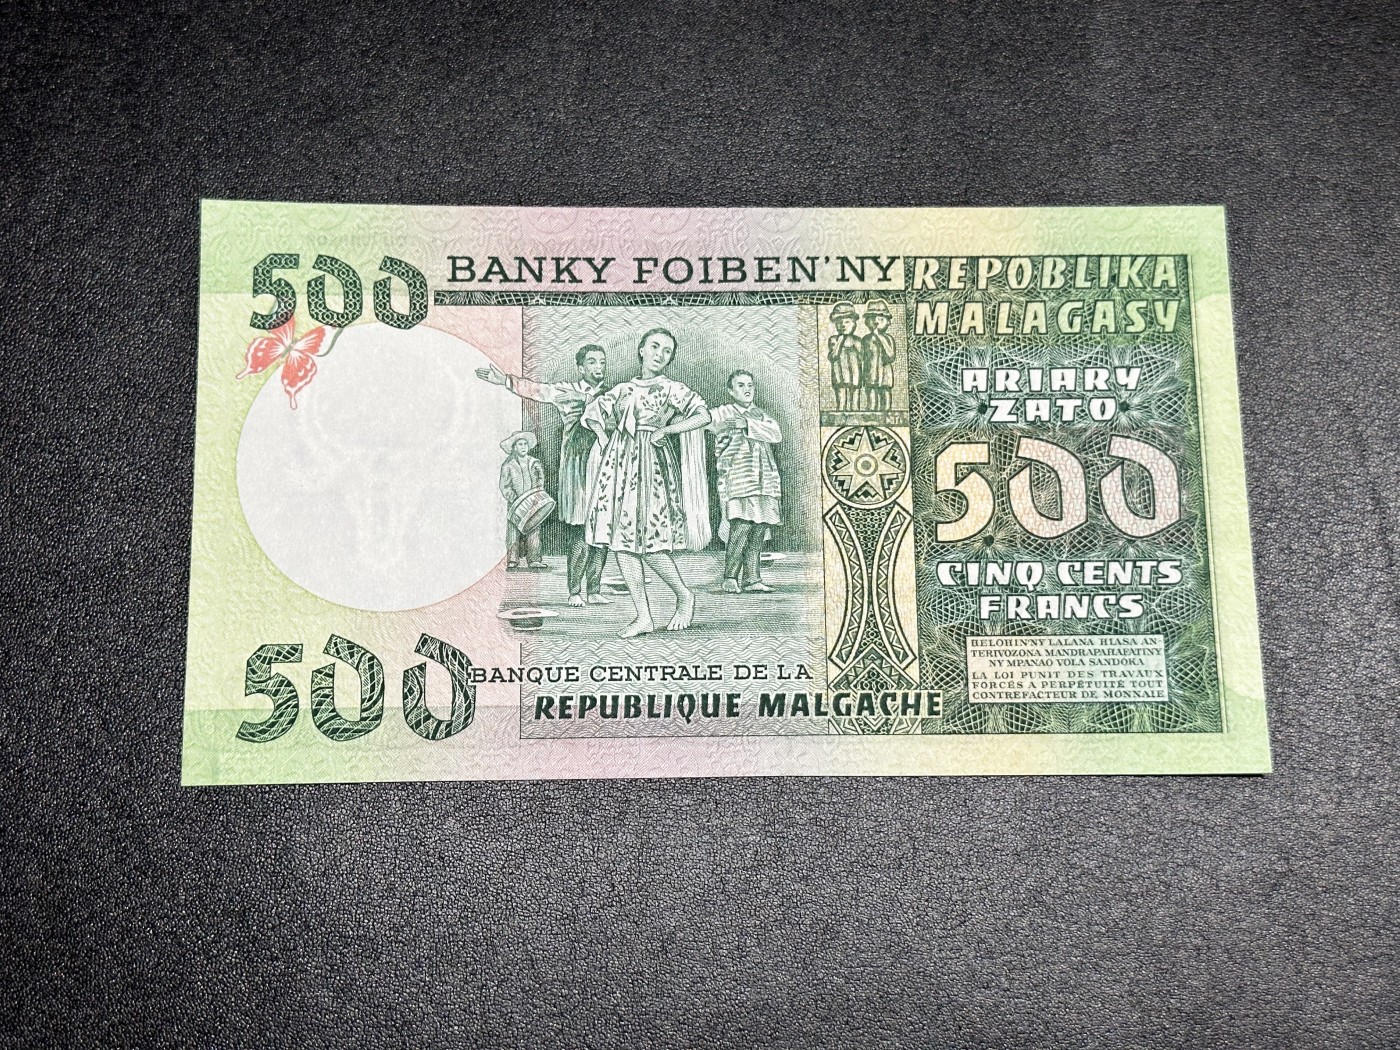 500
BANKY FOIBEN'NY
REPOBLIKA
MALAGASY
ARIARY
ZATO
500
CINQ CENTS
FRANCS
HELOHIN'NY LALANA HIASA AN-
TERIVOZONA MANDRAPAHAFATINY
NY MPANAO VOLA SANDOKA
LA LOI PUNIT DES TRAVAUX
FORCÉS A PERPÉTUITÉ TOUT
CONTREFACTEUR DE MONNAIE
500
BANQUE CENTRALE DE LA
REPUBLIQUE MALGACHE